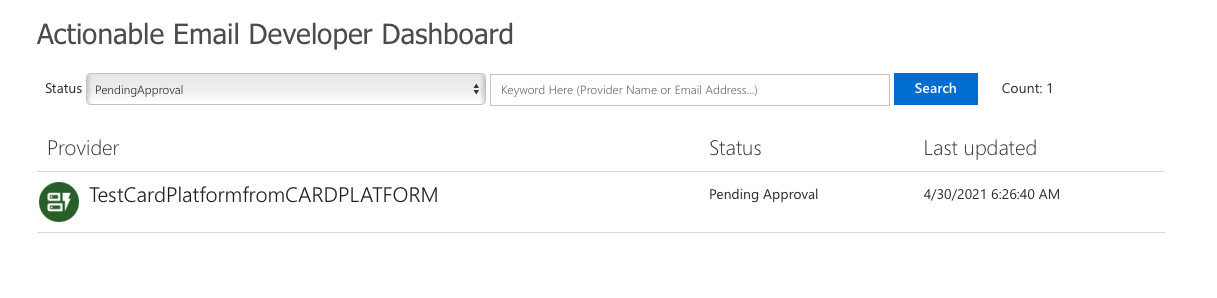 Actionable Email Developer Dashboard
Status PendingApproval Keyword Here (Provider Name or Email Address...) Search Count: 1
Provider Status Last updated
TestCardPlatformfromCARDPLATFORM Pending Approval 4/30/2021 6:26:40 AM